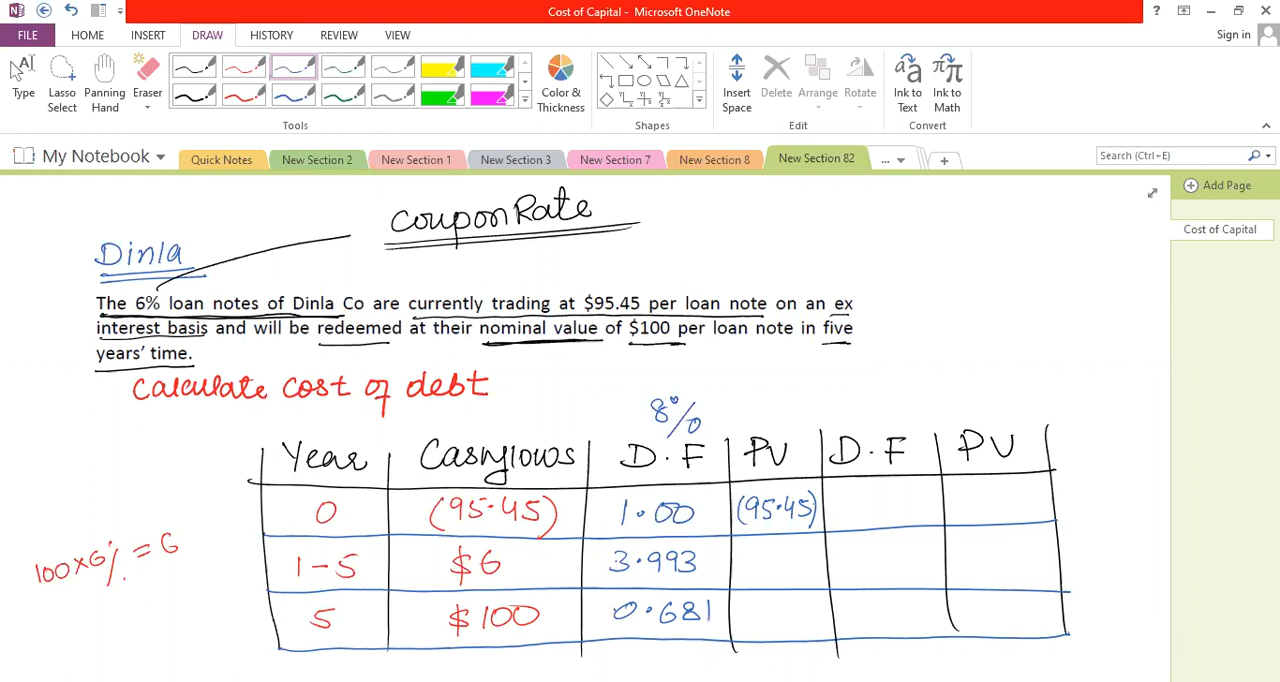 Cost of Capital - Microsoft OneNote
? 
Sign in
FILE HOME INSERT DRAW HISTORY REVIEW VIEW
Type
Lasso Select
Panning Hand
Eraser
Color & Thickness
Insert Space
Delete
Arrange
Rotate
Ink to Text
Ink to Math
Tools
Shapes
Edit
Convert
My Notebook
Quick Notes
New Section 2
New Section 1
New Section 3
New Section 7
New Section 8
New Section 82
...
Search (Ctrl+E)
Add Page
Cost of Capital
Coupon Rate
Dinla
The 6% loan notes of Dinla Co are currently trading at $95.45 per loan note on an ex
interest basis and will be redeemed at their nominal value of $100 per loan note in five
years’ time.
Calculate cost of debt
8%
Year Cashflows D.F PV D.F PV
0 (95.45) 1.00 (95.45)
1-5 $6 3.993
5 $100 0.681
100x6% = 6